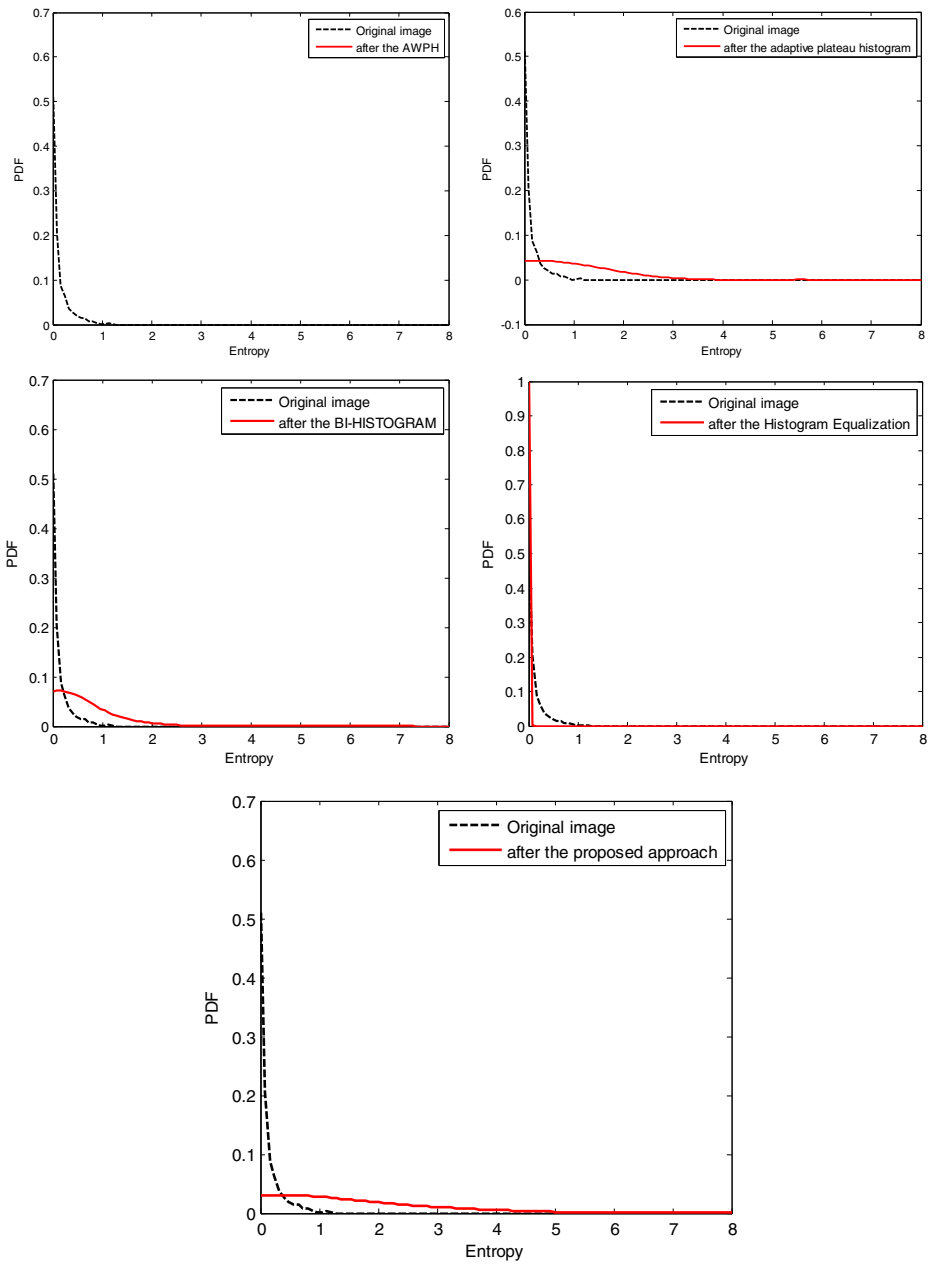 0.7
0.6
0.5
0.4
0.3
0.2
0.1
0
PDF
Original image
after the AWPH
0 1 2 3 4 5 6 7 8
Entropy
0.6
0.5
0.4
0.3
0.2
0.1
0
-0.1
PDF
Original image
after the adaptive plateau histogram
0 1 2 3 4 5 6 7 8
Entropy
0.7
0.6
0.5
0.4
0.3
0.2
0.1
0
PDF
Original image
after the BI-HISTOGRAM
0 1 2 3 4 5 6 7 8
Entropy
1
0.9
0.8
0.7
0.6
0.5
0.4
0.3
0.2
0.1
0
PDF
Original image
after the Histogram Equalization
0 1 2 3 4 5 6 7 8
Entropy
0.7
0.6
0.5
0.4
0.3
0.2
0.1
0
PDF
Original image
after the proposed approach
0 1 2 3 4 5 6 7 8
Entropy